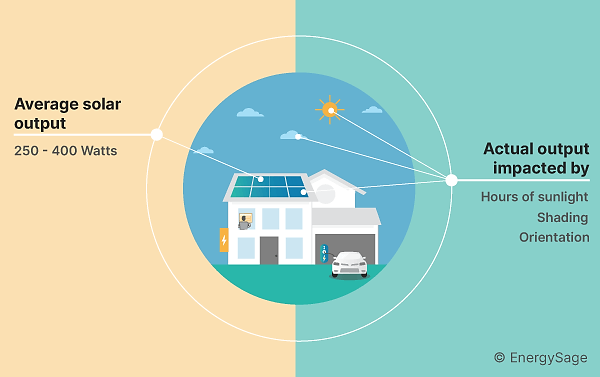 Average solar
output
250 - 400 Watts
Actual output
impacted by
Hours of sunlight
Shading
Orientation
© EnergySage